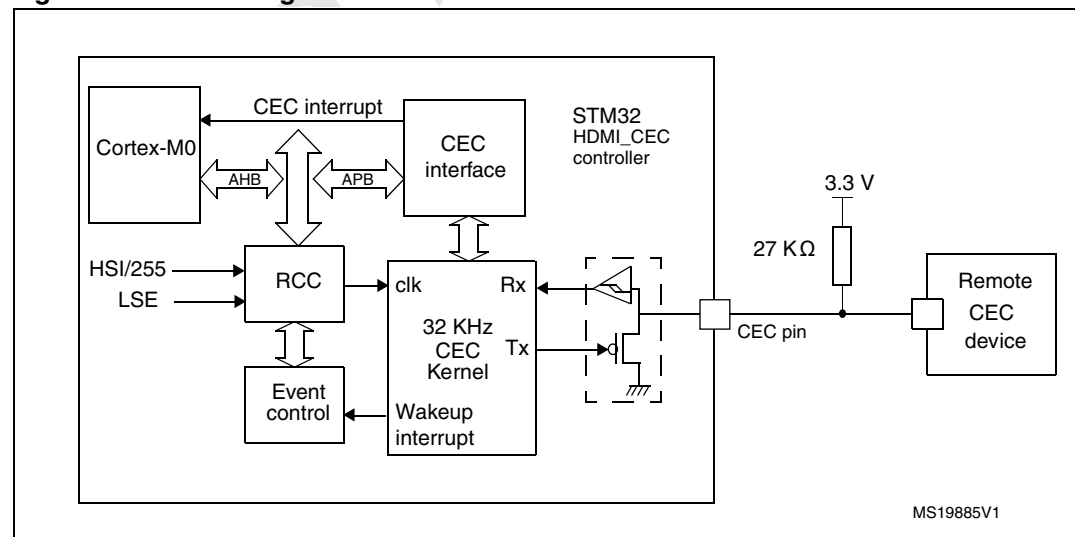 CEC interrupt
Cortex-M0
AHB
APB
CEC
interface
STM32
HDMI_CEC
controller
3.3 V
27 KΩ
HSI/255
LSE
RCC
clk
Rx
32 KHz
CEC
Kernel
Tx
CEC pin
Remote
CEC
device
Event
control
Wakeup
interrupt
MS19885V1